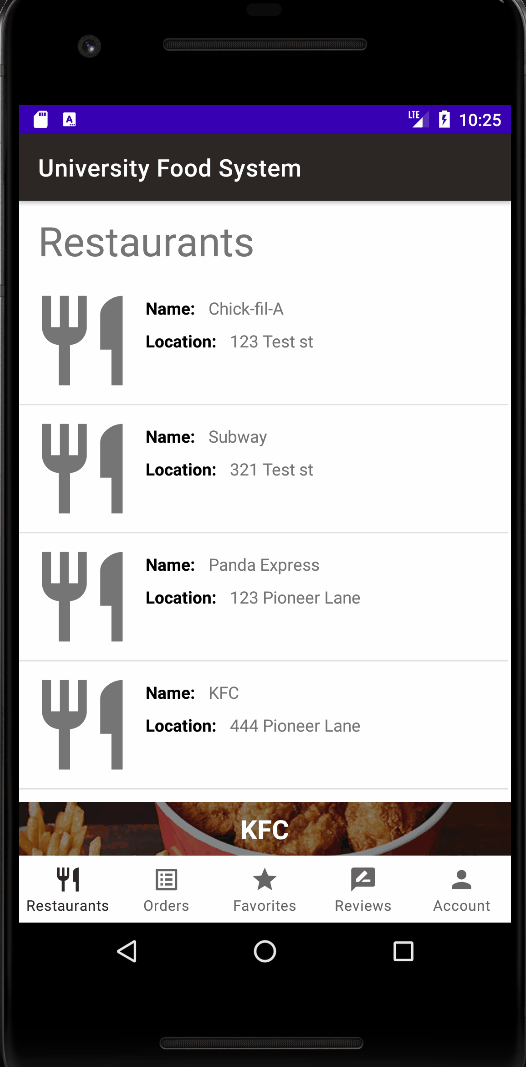 LTE 10:25
University Food System
Restaurants
Name: Chick-fil-A
Location: 123 Test st
Name: Subway
Location: 321 Test st
Name: Panda Express
Location: 123 Pioneer Lane
Name: KFC
Location: 444 Pioneer Lane
KFC
Restaurants Orders Favorites Reviews Account